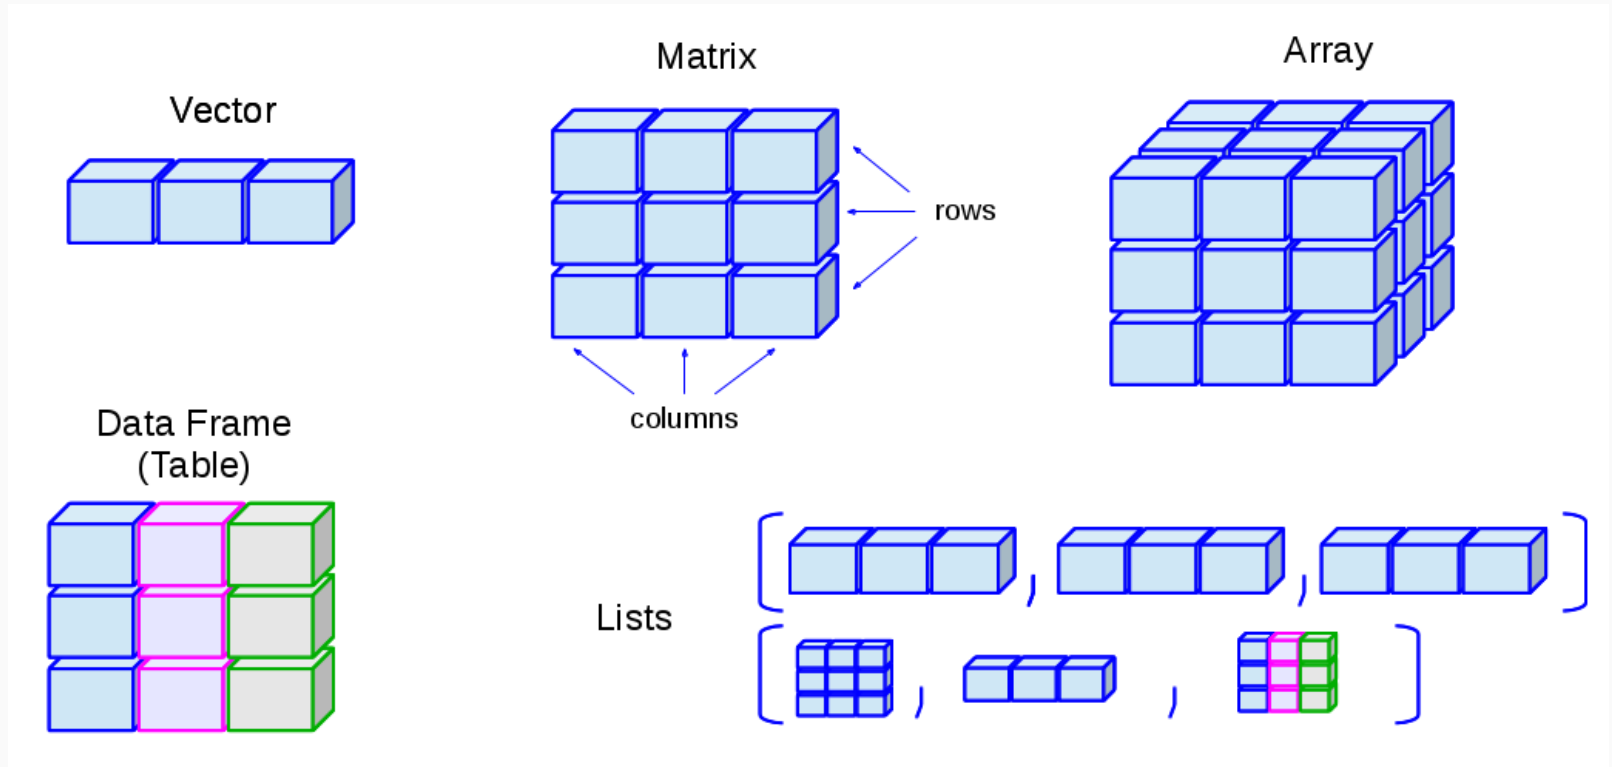 Vector
Matrix
Array
rows
columns
Data Frame
(Table)
Lists